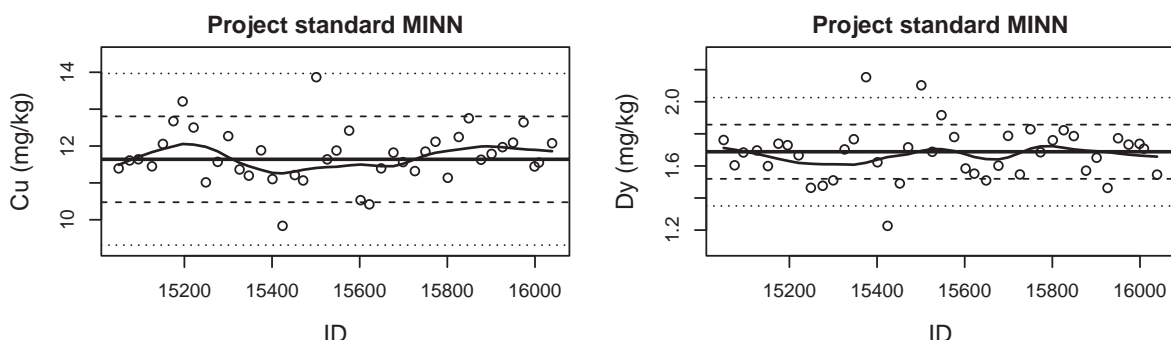 Project standard MINN
Cu (mg/kg)
14
12
10
15200 15400 15600 15800 16000
ID
Project standard MINN
Dy (mg/kg)
2.0
1.6
1.2
15200 15400 15600 15800 16000
ID